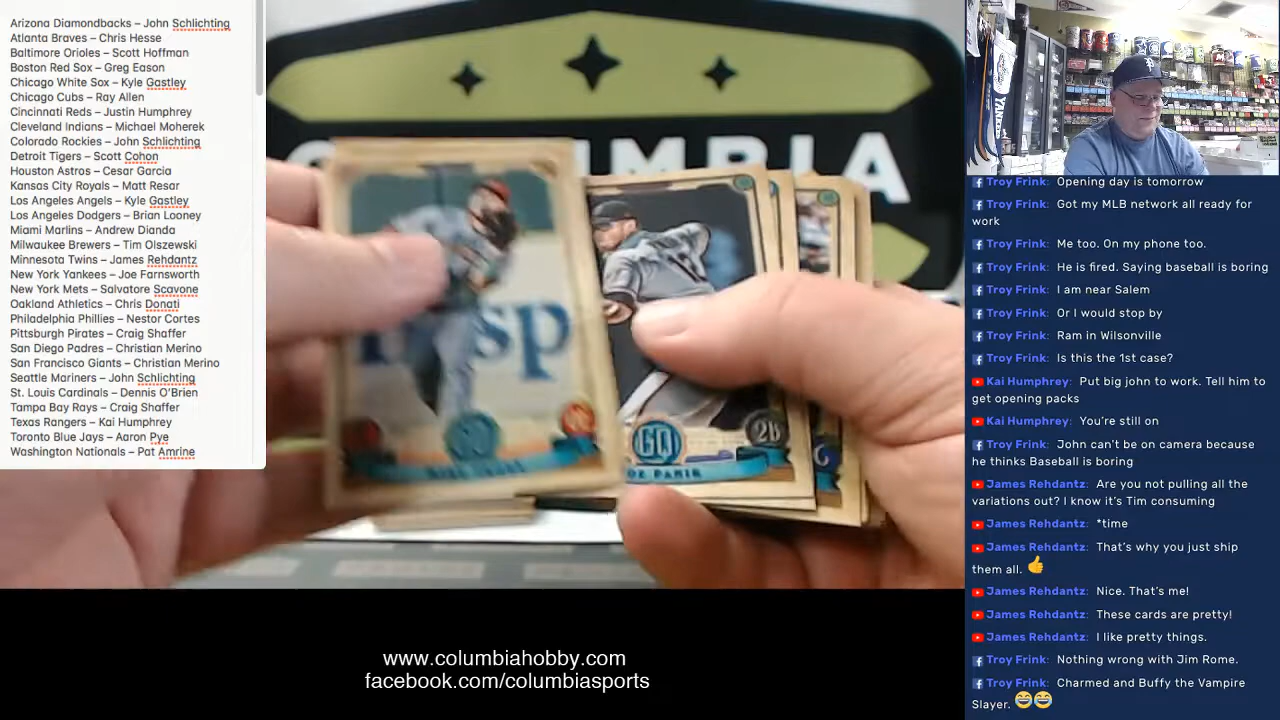 Arizona Diamondbacks – John Schlichting
Atlanta Braves – Chris Hesse
Baltimore Orioles – Scott Hoffman
Boston Red Sox – Greg Eason
Chicago White Sox – Kyle Gastley
Chicago Cubs – Ray Allen
Cincinnati Reds – Justin Humphrey
Cleveland Indians – Michael Moherek
Colorado Rockies – John Schlichting
Detroit Tigers – Scott Cohon
Houston Astros – Cesar Garcia
Kansas City Royals – Matt Resar
Los Angeles Angels – Kyle Gastley
Los Angeles Dodgers – Brian Looney
Miami Marlins – Andrew Dianda
Milwaukee Brewers – Tim Olszewski
Minnesota Twins – James Rehdantz
New York Yankees – Joe Farnsworth
New York Mets – Salvatore Scavone
Oakland Athletics – Chris Donati
Philadelphia Phillies – Nestor Cortes
Pittsburgh Pirates – Craig Shaffer
San Diego Padres – Christian Merino
San Francisco Giants – Christian Merino
Seattle Mariners – John Schlichting
St. Louis Cardinals – Dennis O'Brien
Tampa Bay Rays – Craig Shaffer
Texas Rangers – Kai Humphrey
Toronto Blue Jays – Aaron Pye
Washington Nationals – Pat Amrine
GQ
www.columbiahobby.com
facebook.com/columbiasports
Troy Frink: Opening day is tomorrow
Troy Frink: Got my MLB network all ready for
work
Troy Frink: Me too. On my phone too.
Troy Frink: He is fired. Saying baseball is boring
Troy Frink: I am near Salem
Troy Frink: Or I would stop by
Troy Frink: Ram in Wilsonville
Troy Frink: Is this the 1st case?
Kai Humphrey: Put big john to work. Tell him to
get opening packs
Kai Humphrey: You're still on
Troy Frink: John can't be on camera because
he thinks Baseball is boring
James Rehdantz: Are you not pulling all the
variations out? I know it's Tim consuming
James Rehdantz: *time
James Rehdantz: That's why you just ship
them all. 👍
James Rehdantz: Nice. That's me!
James Rehdantz: These cards are pretty!
James Rehdantz: I like pretty things.
Troy Frink: Nothing wrong with Jim Rome.
Troy Frink: Charmed and Buffy the Vampire
Slayer. 😂😂